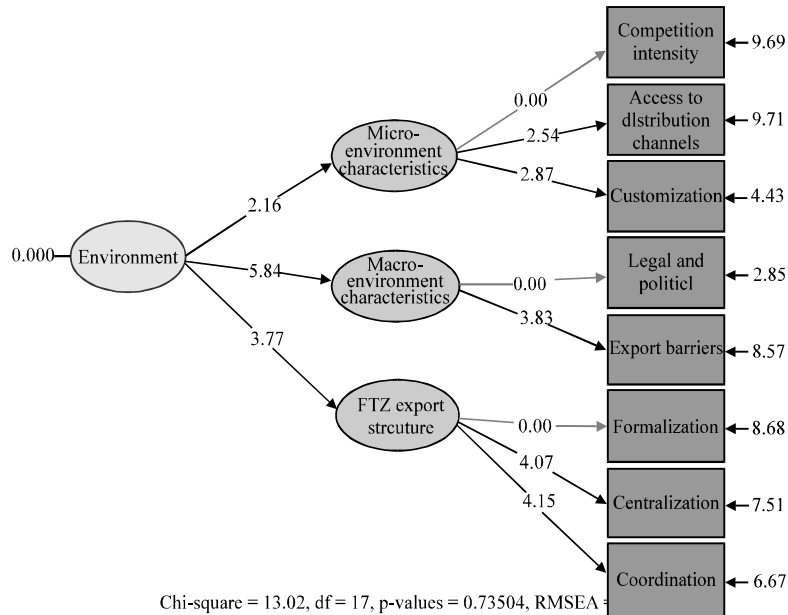 Competition
intensity
9.69
0.00
Access to
dlstribution
channels
9.71
2.54
Micro-
environment
characteristics
2.87
Customization
4.43
2.16
0.000
Environment
5.84
Macro-
environment
characteristics
0.00
Legal and
politicl
2.85
3.83
Export barriers
8.57
3.77
FTZ export
strcuture
0.00
Formalization
8.68
4.07
Centralization
7.51
4.15
Coordination
6.67
Chi-square = 13.02, df = 17, p-values = 0.73504, RMSEA =